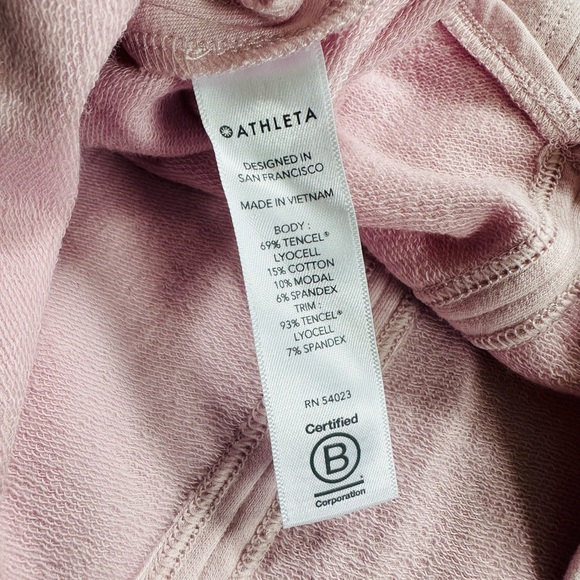 ATHLETA
DESIGNED IN
SAN FRANCISCO
MADE IN VIETNAM
BODY :
69% TENCEL®
LYOCELL
15% COTTON
10% MODAL
6% SPANDEX
TRIM :
93% TENCEL®
LYOCELL
7% SPANDEX
RN 54023
Certified
B
Corporation